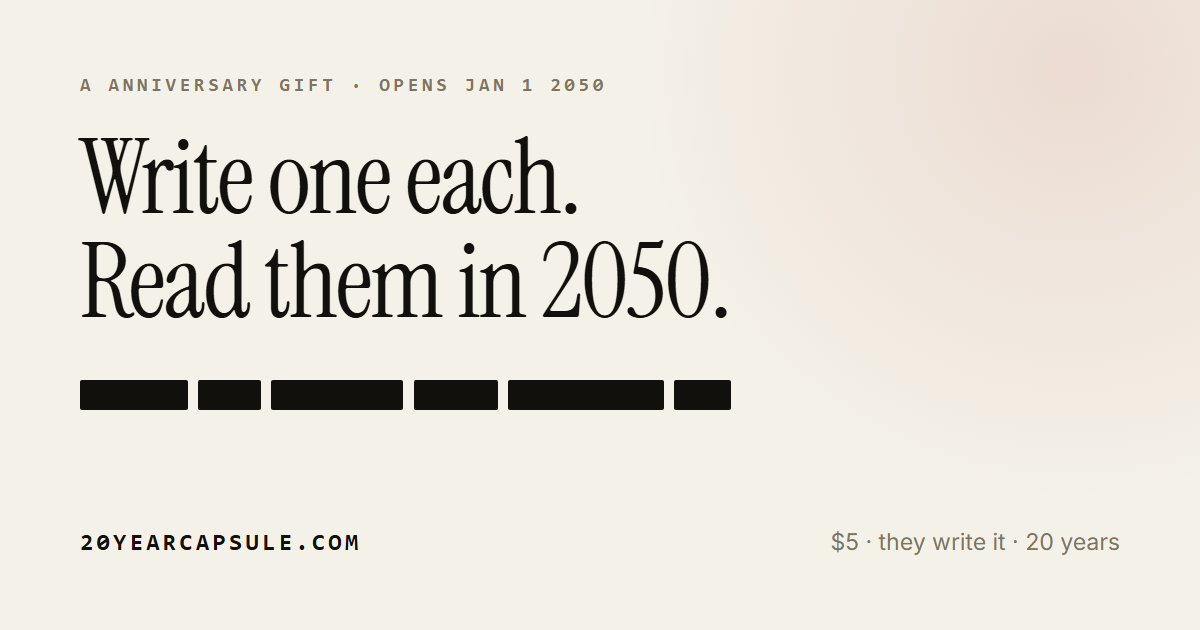 A ANNIVERSARY GIFT · OPENS JAN 1 2050
Write one each.
Read them in 2050.
20YEARCAPSULE.COM
$5 · they write it · 20 years